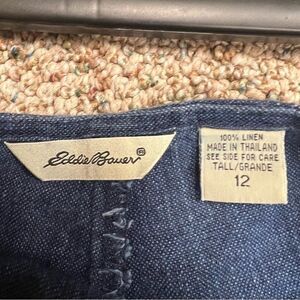 Eddie Bauer®
100% LINEN
MADE IN THAILAND
SEE SIDE FOR CARE
TALL/GRANDE
12